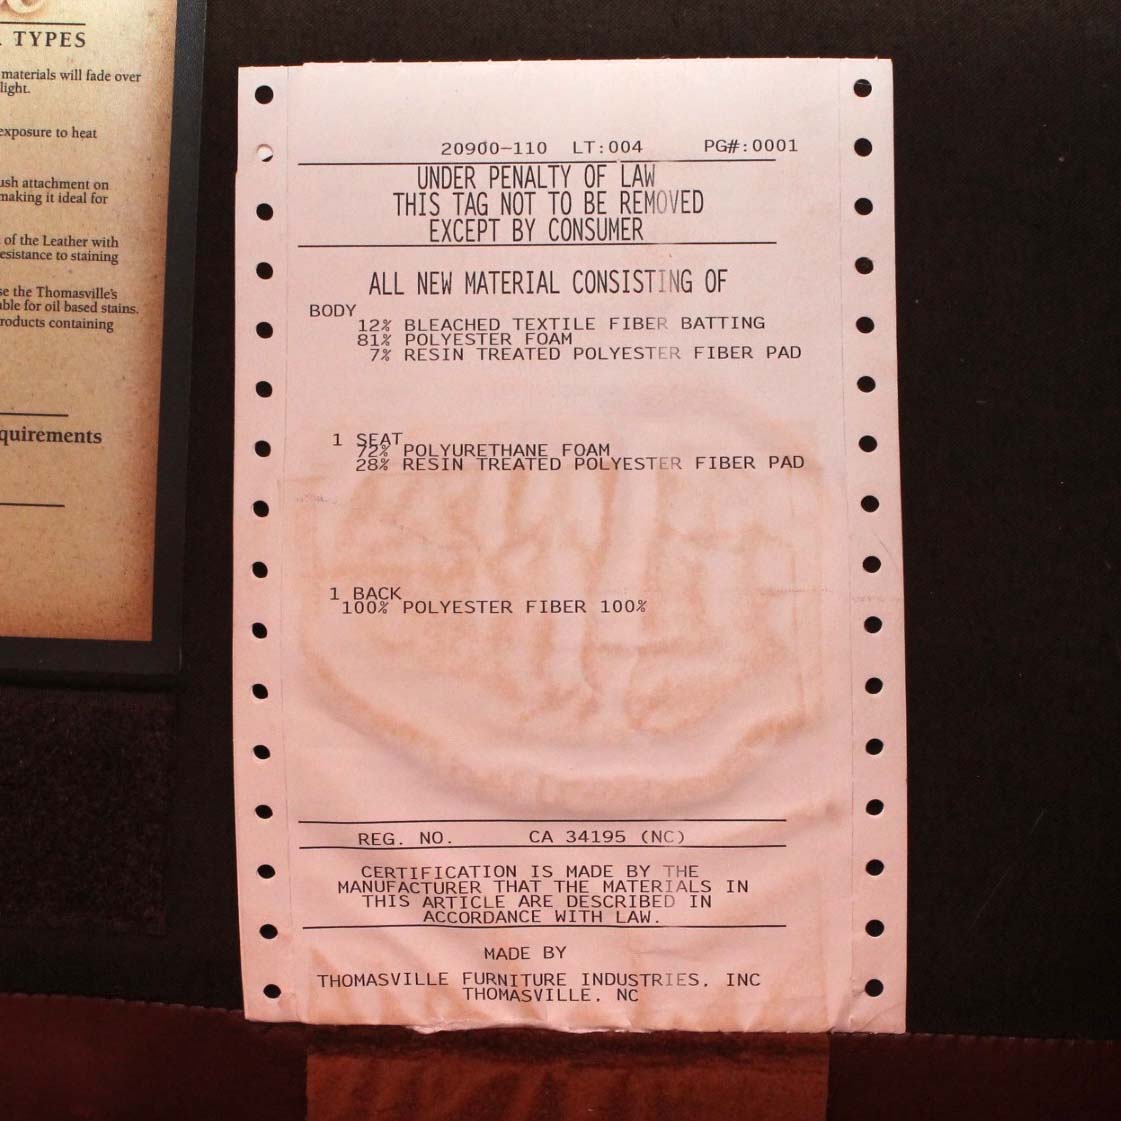 TYPES
materials will fade over
light.
exposure to heat
attachment on
making it ideal for
of the Leather with
esistance to staining
the Thomasville's
for oil based stains.
roducts containing
quirements
20900-110 LT:004 PG#:0001
UNDER PENALTY OF LAW
THIS TAG NOT TO BE REMOVED
EXCEPT BY CONSUMER
ALL NEW MATERIAL CONSISTING OF
BODY
12% BLEACHED TEXTILE FIBER BATTING
81% POLYESTER FOAM
7% RESIN TREATED POLYESTER FIBER PAD
1 SEAT
72% POLYURETHANE FOAM
28% RESIN TREATED POLYESTER FIBER PAD
1 BACK
100% POLYESTER FIBER 100%
REG. NO. CA 34195 (NC)
CERTIFICATION IS MADE BY THE
MANUFACTURER THAT THE MATERIALS IN
THIS ARTICLE ARE DESCRIBED IN
ACCORDANCE WITH LAW.
MADE BY
THOMASVILLE FURNITURE INDUSTRIES, INC
THOMASVILLE, NC